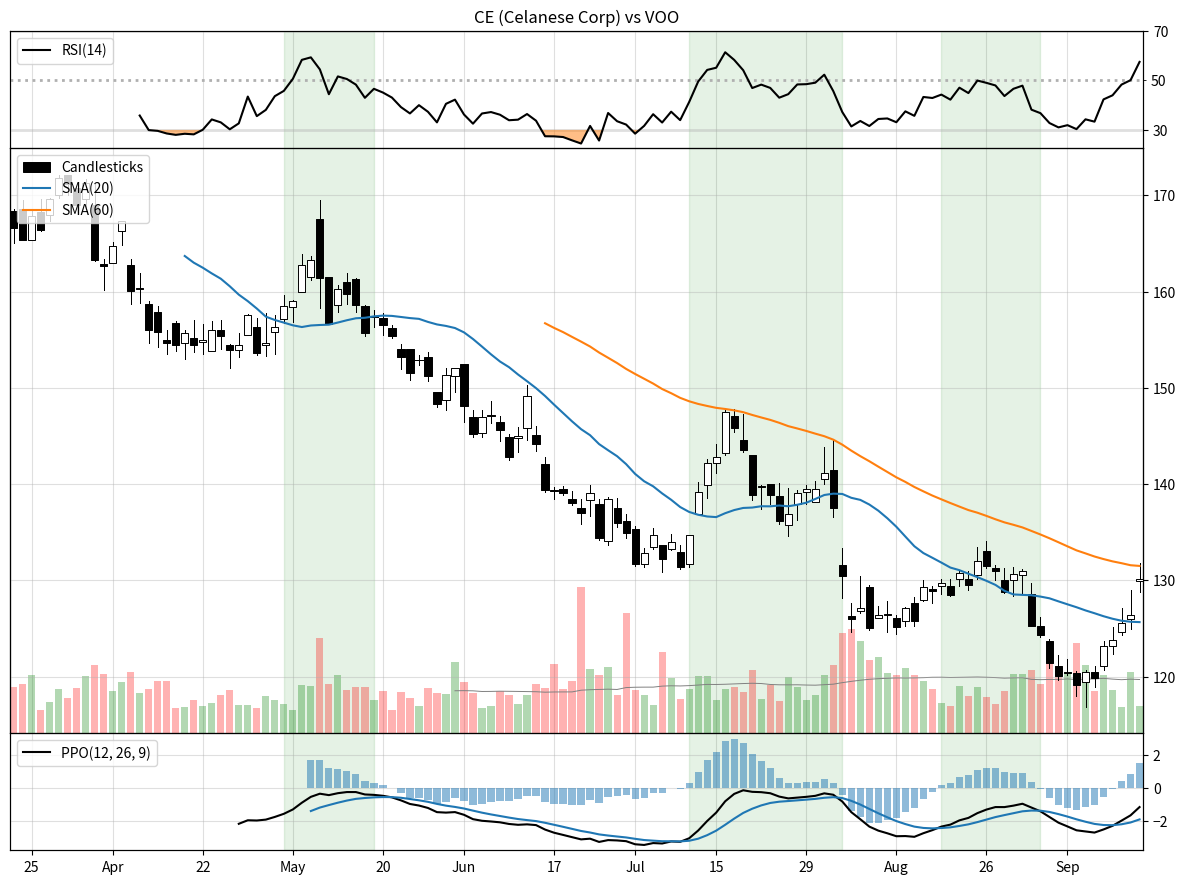 CE (Celanese Corp) vs VOO
RSI(14)
70
50
30
Candlesticks
SMA(20)
SMA(60)
170
160
150
140
130
120
PPO(12, 26, 9)
2
0
−2
25 Apr 22 May 20 Jun 17 Jul 15 29 Aug 26 Sep